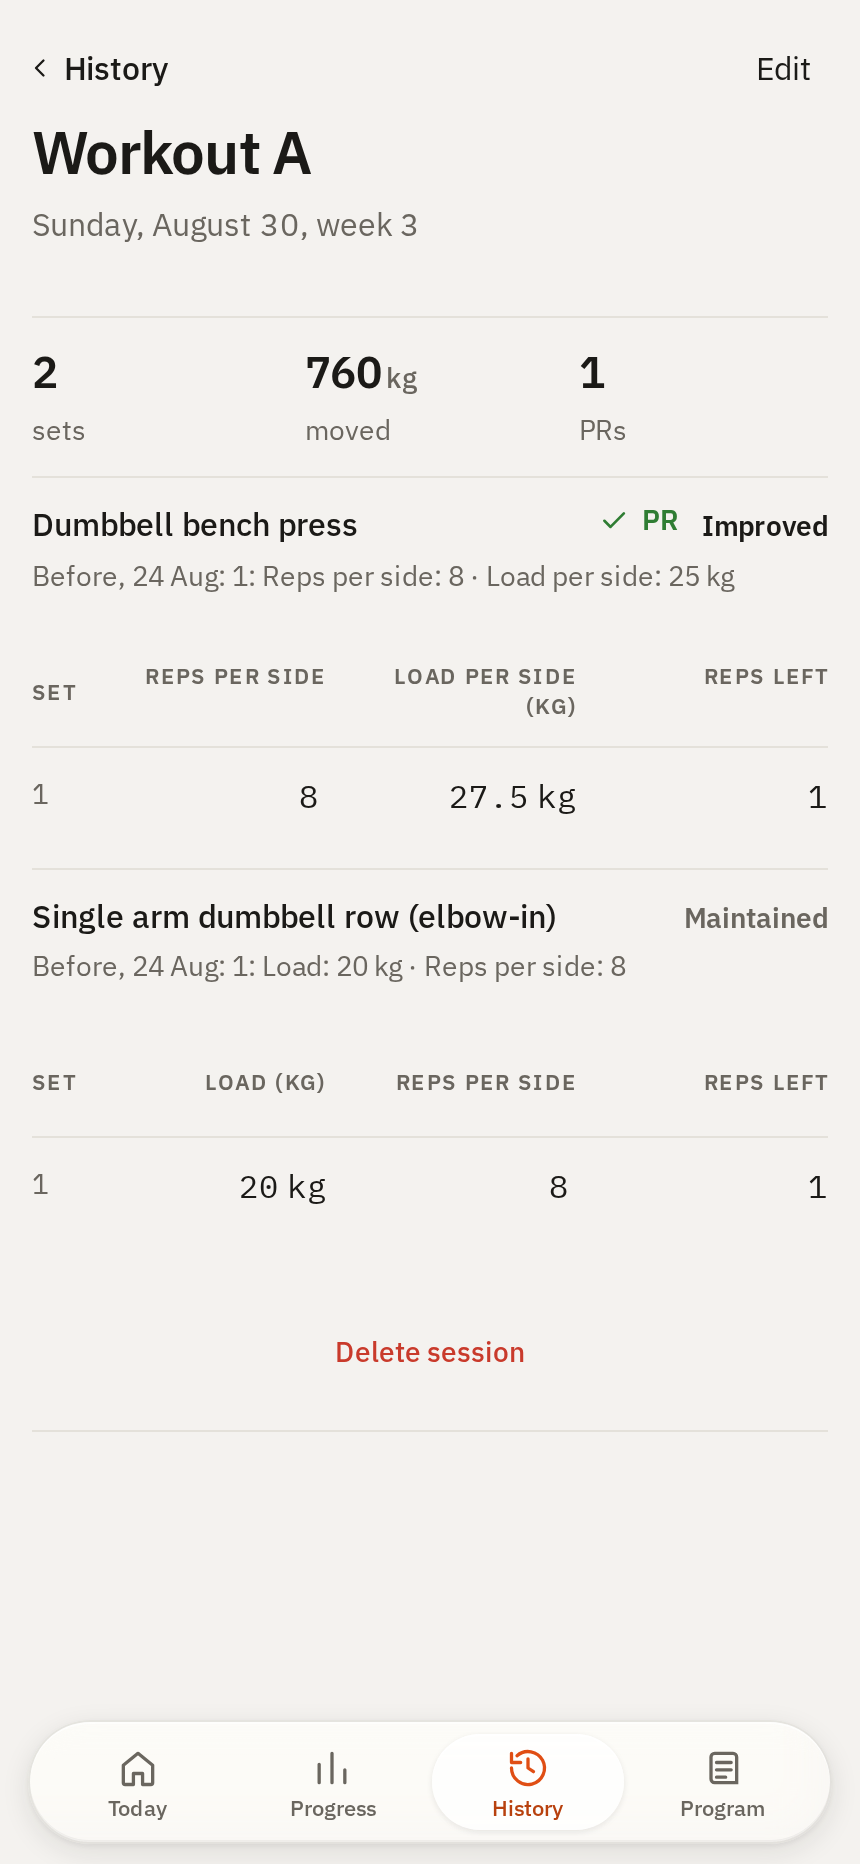 History
Edit
Workout A
Sunday, August 30, week 3
2
760 kg
1
sets
moved
PRs
Dumbbell bench press
PR
Improved
Before, 24 Aug: 1: Reps per side: 8 · Load per side: 25 kg
SET
REPS PER SIDE
LOAD PER SIDE
(KG)
REPS LEFT
1
8
27.5 kg
1
Single arm dumbbell row (elbow-in)
Maintained
Before, 24 Aug: 1: Load: 20 kg · Reps per side: 8
SET
LOAD (KG)
REPS PER SIDE
REPS LEFT
1
20 kg
8
1
Delete session
Today
Progress
History
Program